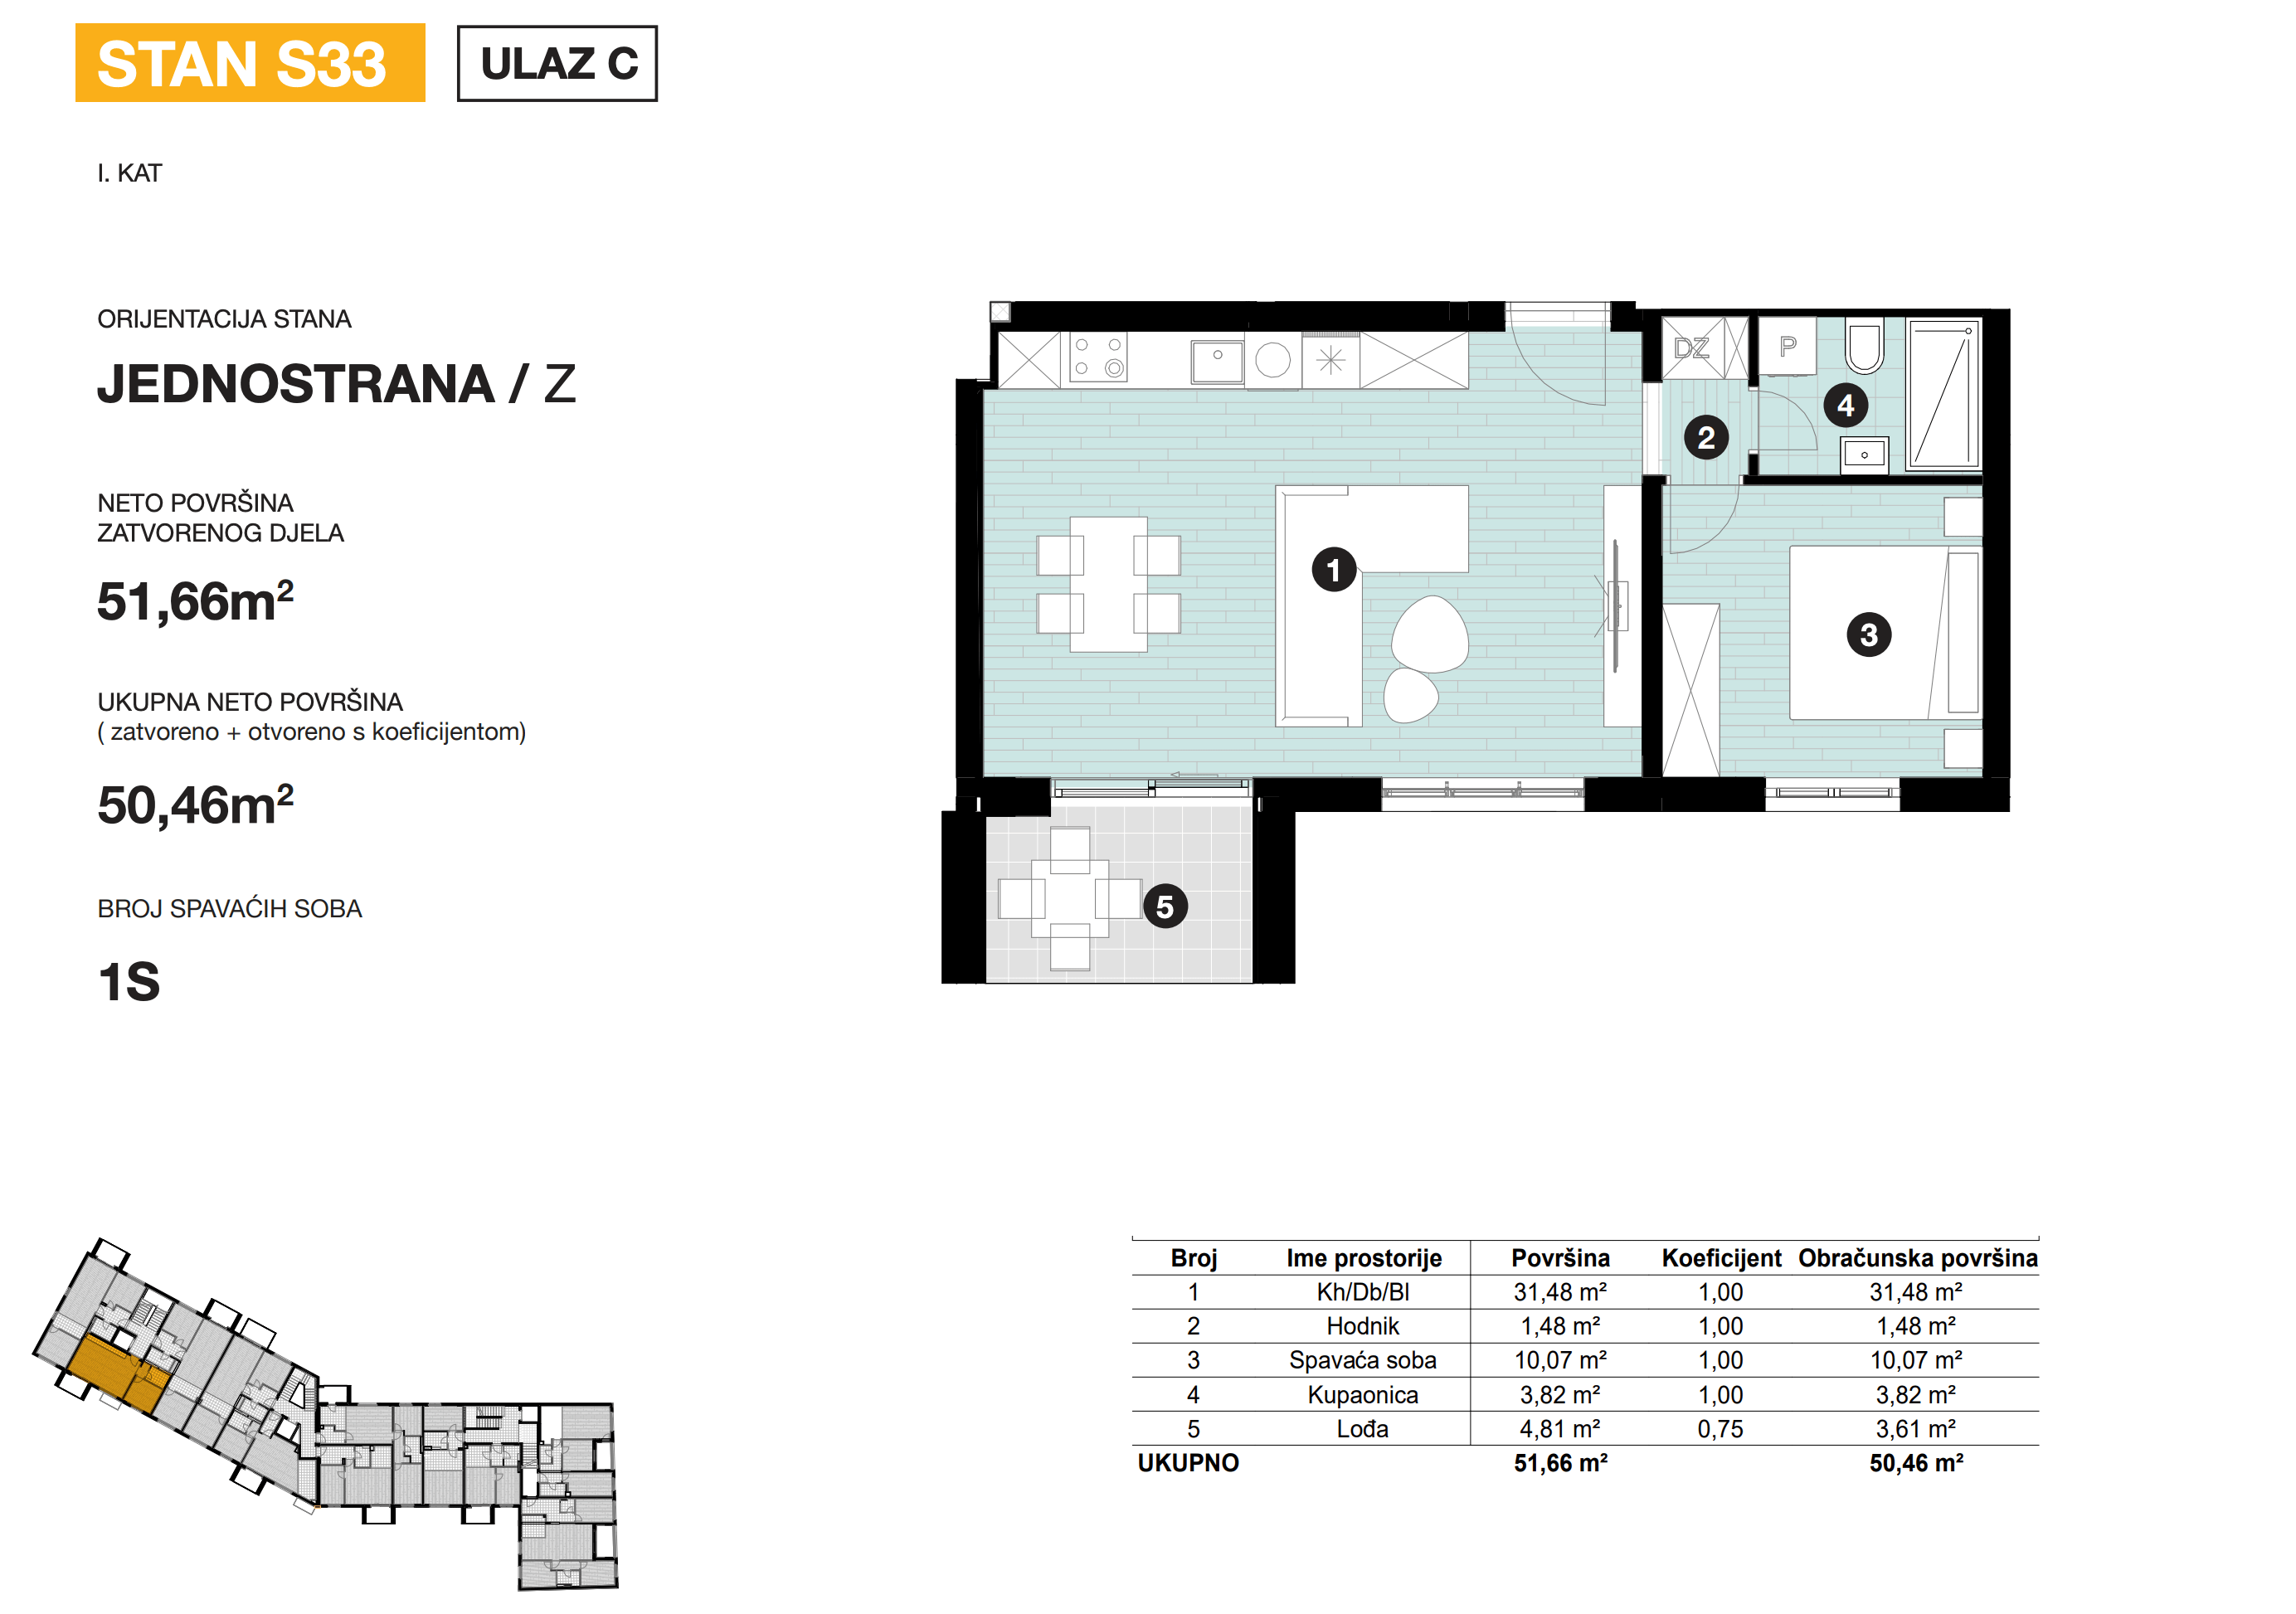 STAN S33
ULAZ C
I. KAT
ORIJENTACIJA STANA
JEDNOSTRANA / Z
NETO POVRŠINA
ZATVORENOG DJELA
51,66m²
UKUPNA NETO POVRŠINA
( zatvoreno + otvoreno s koeficijentom)
50,46m²
BROJ SPAVAĆIH SOBA
1S
DZ
P
4
2
1
3
5
Broj Ime prostorije Površina Koeficijent Obračunska površina
1 Kh/Db/Bl 31,48 m² 1,00 31,48 m²
2 Hodnik 1,48 m² 1,00 1,48 m²
3 Spavaća soba 10,07 m² 1,00 10,07 m²
4 Kupaonica 3,82 m² 1,00 3,82 m²
5 Lođa 4,81 m² 0,75 3,61 m²
UKUPNO 51,66 m² 50,46 m²